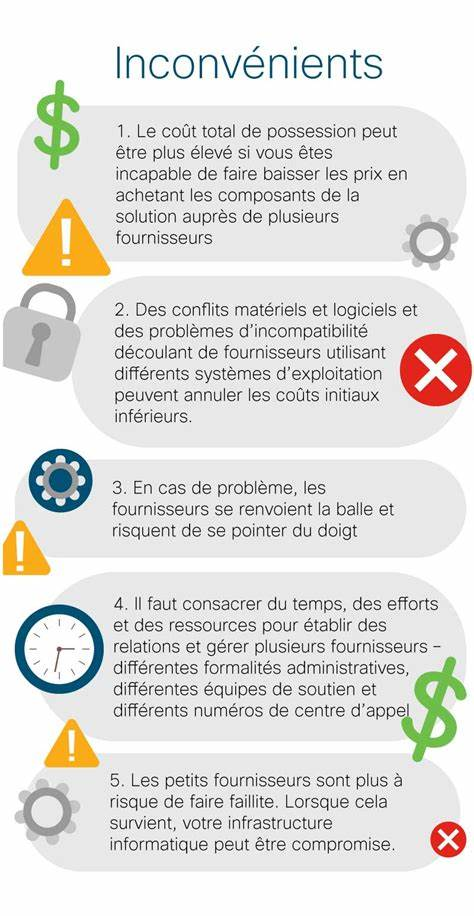 Inconvénients
1. Le coût total de possession peut
être plus élevé si vous êtes
incapable de faire baisser les prix en
achetant les composants de la
solution auprès de plusieurs
fournisseurs
2. Des conflits matériels et logiciels et
des problèmes d'incompatibilité
découlant de fournisseurs utilisant
différents systèmes d'exploitation
peuvent annuler les coûts initiaux
inférieurs.
3. En cas de problème, les
fournisseurs se renvoient la balle et
risquent de se pointer du doigt
4. Il faut consacrer du temps, des efforts
et des ressources pour établir des
relations et gérer plusieurs fournisseurs –
différentes formalités administratives,
différentes équipes de soutien et
différents numéros de centre d'appel
5. Les petits fournisseurs sont plus à
risque de faire faillite. Lorsque cela
survient, votre infrastructure
informatique peut être compromise.